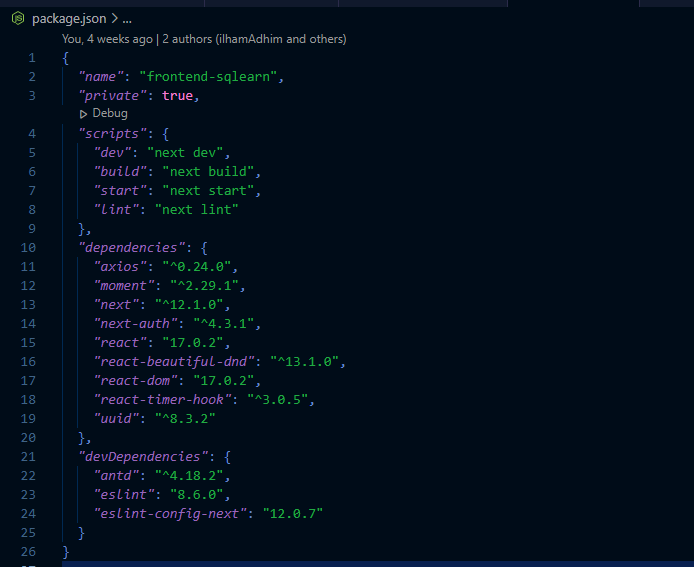 package.json > ...
You, 4 weeks ago | 2 authors (ilhamAdhim and others)
1 {
2 "name": "frontend-sqlearn",
3 "private": true,
Debug
4 "scripts": {
5 "dev": "next dev",
6 "build": "next build",
7 "start": "next start",
8 "lint": "next lint"
9 },
10 "dependencies": {
11 "axios": "^0.24.0",
12 "moment": "^2.29.1",
13 "next": "^12.1.0",
14 "next-auth": "^4.3.1",
15 "react": "17.0.2",
16 "react-beautiful-dnd": "^13.1.0",
17 "react-dom": "17.0.2",
18 "react-timer-hook": "^3.0.5",
19 "uuid": "^8.3.2"
20 },
21 "devDependencies": {
22 "antd": "^4.18.2",
23 "eslint": "8.6.0",
24 "eslint-config-next": "12.0.7"
25 }
26 }